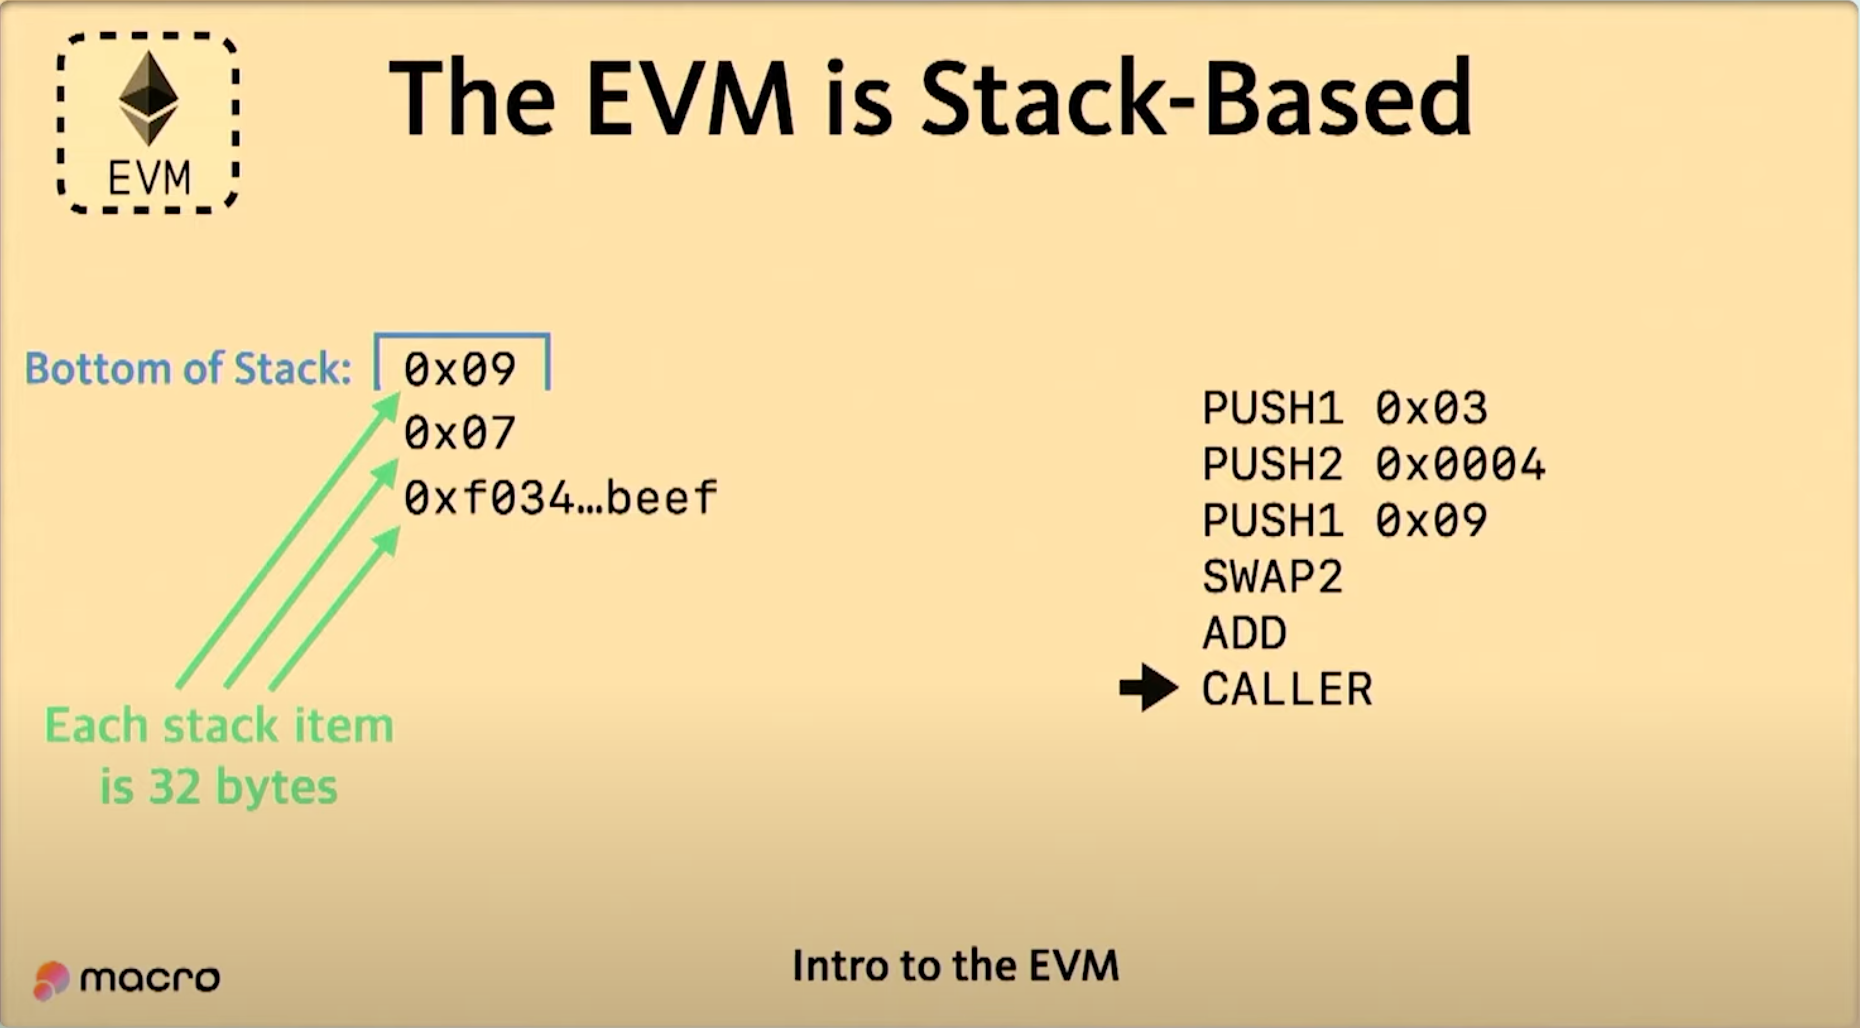 EVM
The EVM is Stack-Based
Bottom of Stack: 0x09
0x07
0xf034…beef
Each stack item
is 32 bytes
PUSH1 0x03
PUSH2 0x0004
PUSH1 0x09
SWAP2
ADD
CALLER
macro
Intro to the EVM